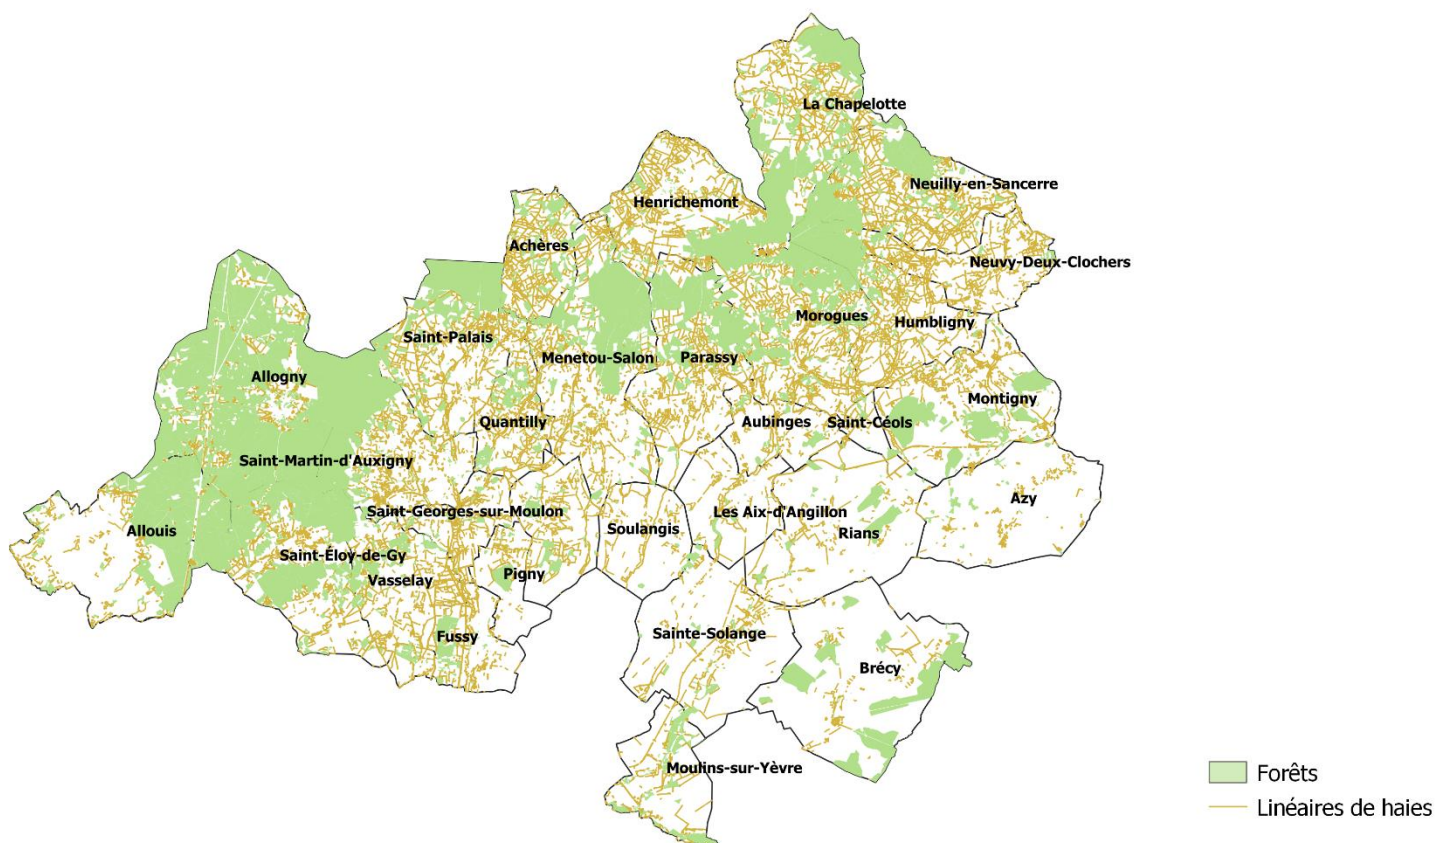 La Chapelotte
Neuilly-en-Sancerre
Henrichemont
Achères
Neuvy-Deux-Clochers
Morogues
Humbligny
Saint-Palais
Menetou-Salon
Parassy
Allogny
Montigny
Quantilly
Aubinges
Saint-Céols
Saint-Martin-d'Auxigny
Azy
Saint-Georges-sur-Moulon
Les Aix-d'Angillon
Allouis
Soulangis
Rians
Saint-Éloy-de-Gy
Pigny
Vasselay
Fussy
Sainte-Solange
Brécy
Moulins-sur-Yèvre
Forêts
Linéaires de haies